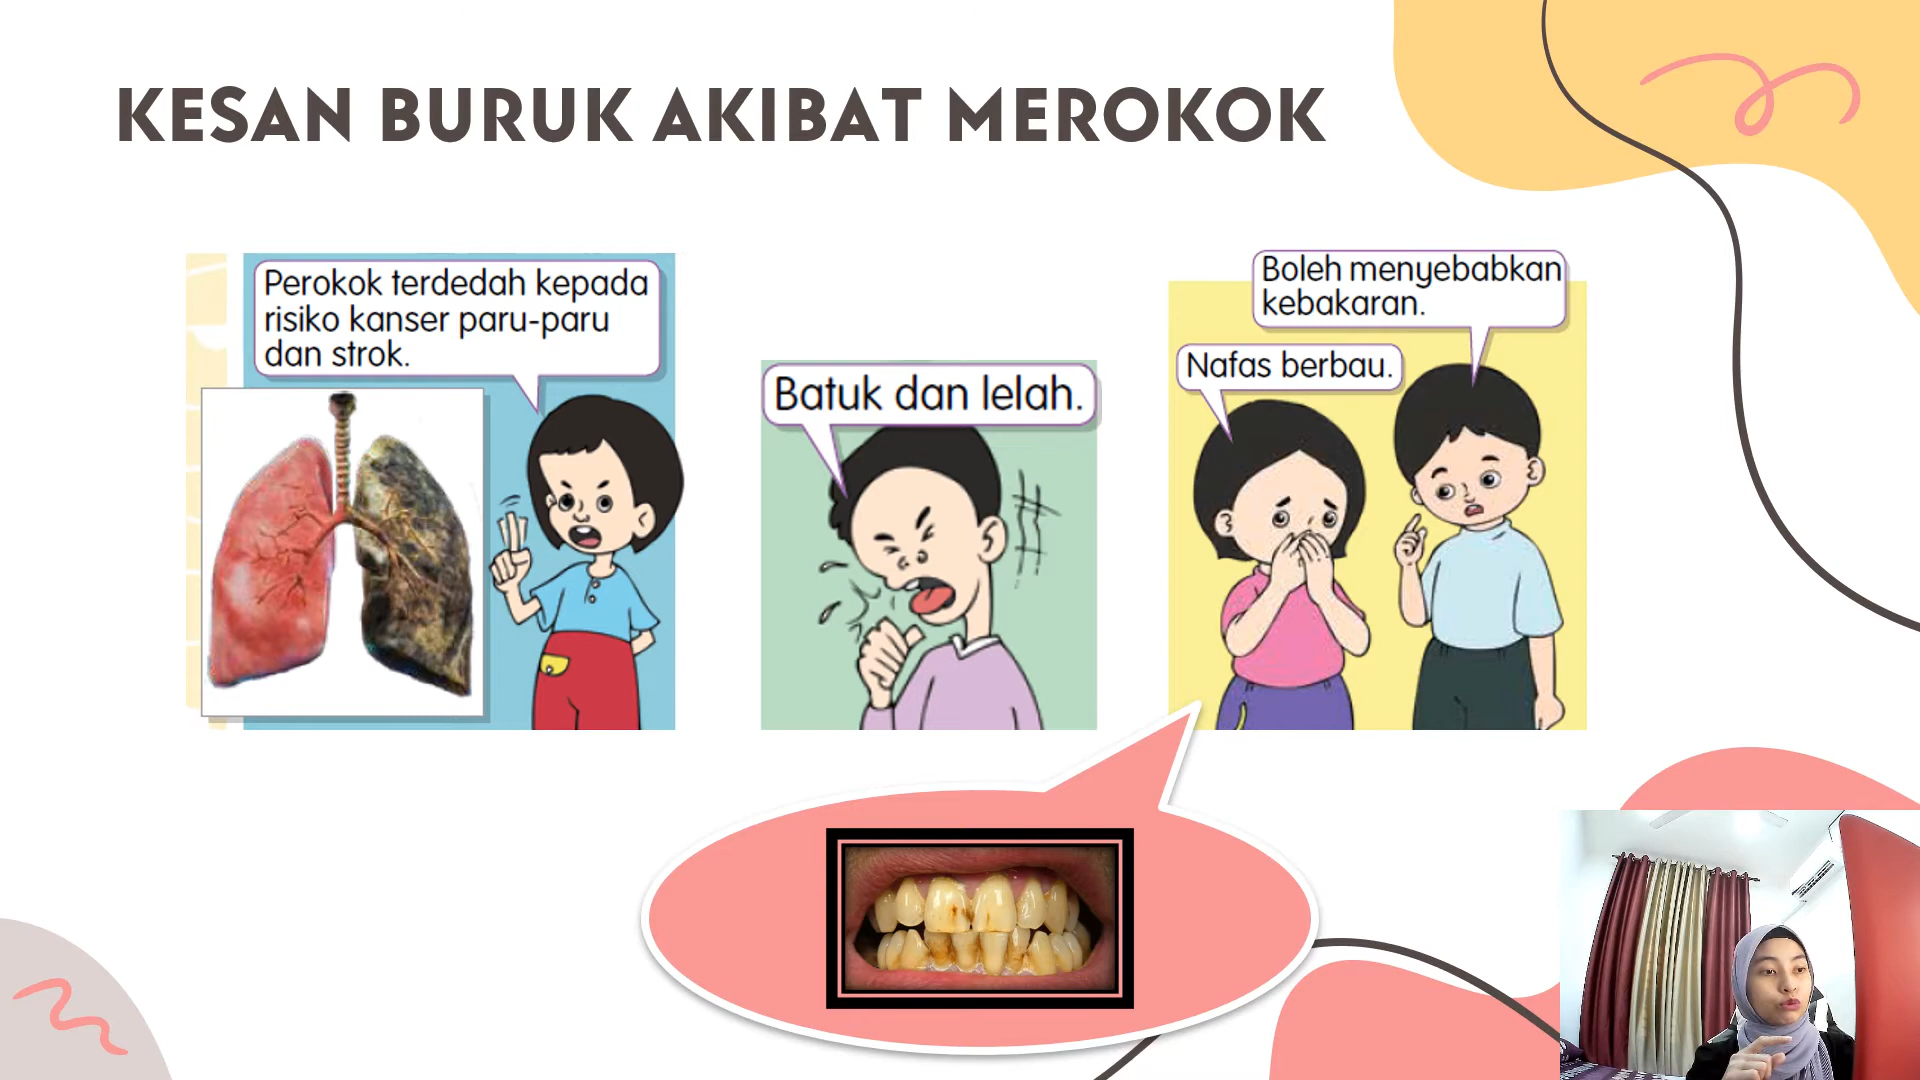 KESAN BURUK AKIBAT MEROKOK
Perokok terdedah kepada
risiko kanser paru-paru
dan strok.
Batuk dan lelah.
Boleh menyebabkan
kebakaran.
Nafas berbau.